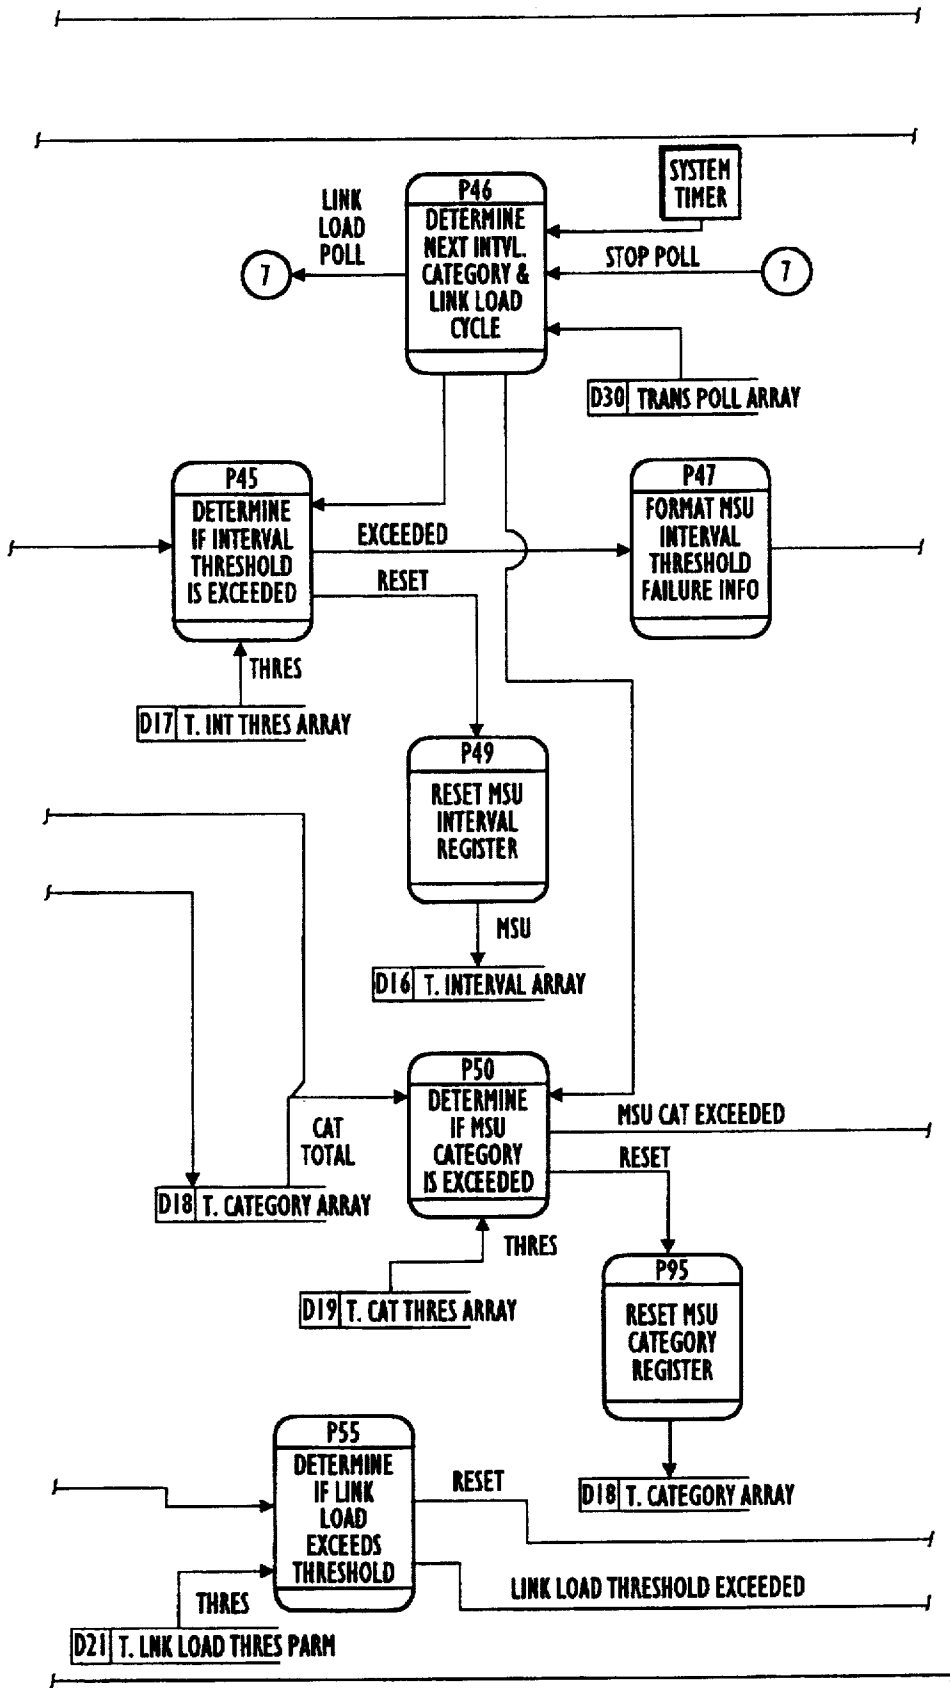 SYSTEM
TIMER
P46
DETERMINE
NEXT INTVL.
CATEGORY &
LINK LOAD
CYCLE
LINK
LOAD
POLL
7
STOP POLL
7
D30 TRANS POLL ARRAY
P45
DETERMINE
IF INTERVAL
THRESHOLD
IS EXCEEDED
EXCEEDED
RESET
P47
FORMAT MSU
INTERVAL
THRESHOLD
FAILURE INFO
THRES
D17 T. INT THRES ARRAY
P49
RESET MSU
INTERVAL
REGISTER
MSU
D16 T. INTERVAL ARRAY
P50
DETERMINE
IF MSU
CATEGORY
IS EXCEEDED
CAT
TOTAL
MSU CAT EXCEEDED
RESET
D18 T. CATEGORY ARRAY
THRES
D19 T. CAT THRES ARRAY
P95
RESET MSU
CATEGORY
REGISTER
D18 T. CATEGORY ARRAY
P55
DETERMINE
IF LINK
LOAD
EXCEEDS
THRESHOLD
RESET
LINK LOAD THRESHOLD EXCEEDED
THRES
D21 T. LNK LOAD THRES PARM